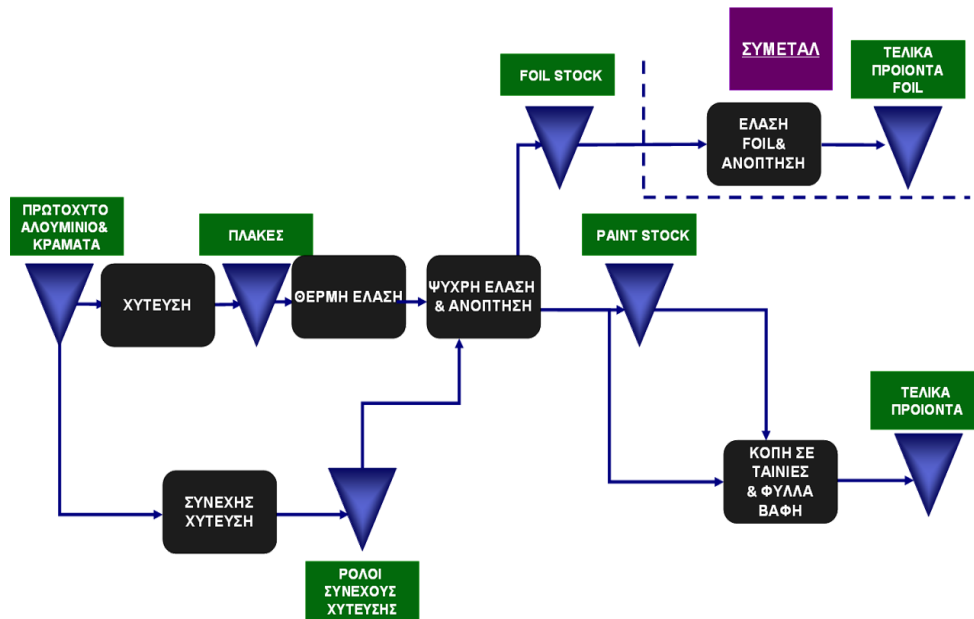 ΣΥΜΕΤΑΛ
ΤΕΛΙΚΑ
ΠΡΟΙΟΝΤΑ
FOIL
FOIL STOCK
ΕΛΑΣΗ
FOIL&
ΑΝΟΠΤΗΣΗ
ΠΡΩΤΟΧΥΤΟ
ΑΛΟΥΜΙΝΙΟ&
ΚΡΑΜΑΤΑ
ΠΛΑΚΕΣ
PAINT STOCK
ΧΥΤΕΥΣΗ
ΘΕΡΜΗ ΕΛΑΣΗ
ΨΥΧΡΗ ΕΛΑΣΗ
& ΑΝΟΠΤΗΣΗ
ΤΕΛΙΚΑ
ΠΡΟΙΟΝΤΑ
ΚΟΠΗ ΣΕ
ΤΑΙΝΙΕΣ
& ΦΥΛΛΑ
ΒΑΦΗ
ΣΥΝΕΧΗΣ
ΧΥΤΕΥΣΗ
ΡΟΛΟΙ
ΣΥΝΕΧΟΥΣ
ΧΥΤΕΥΣΗΣ